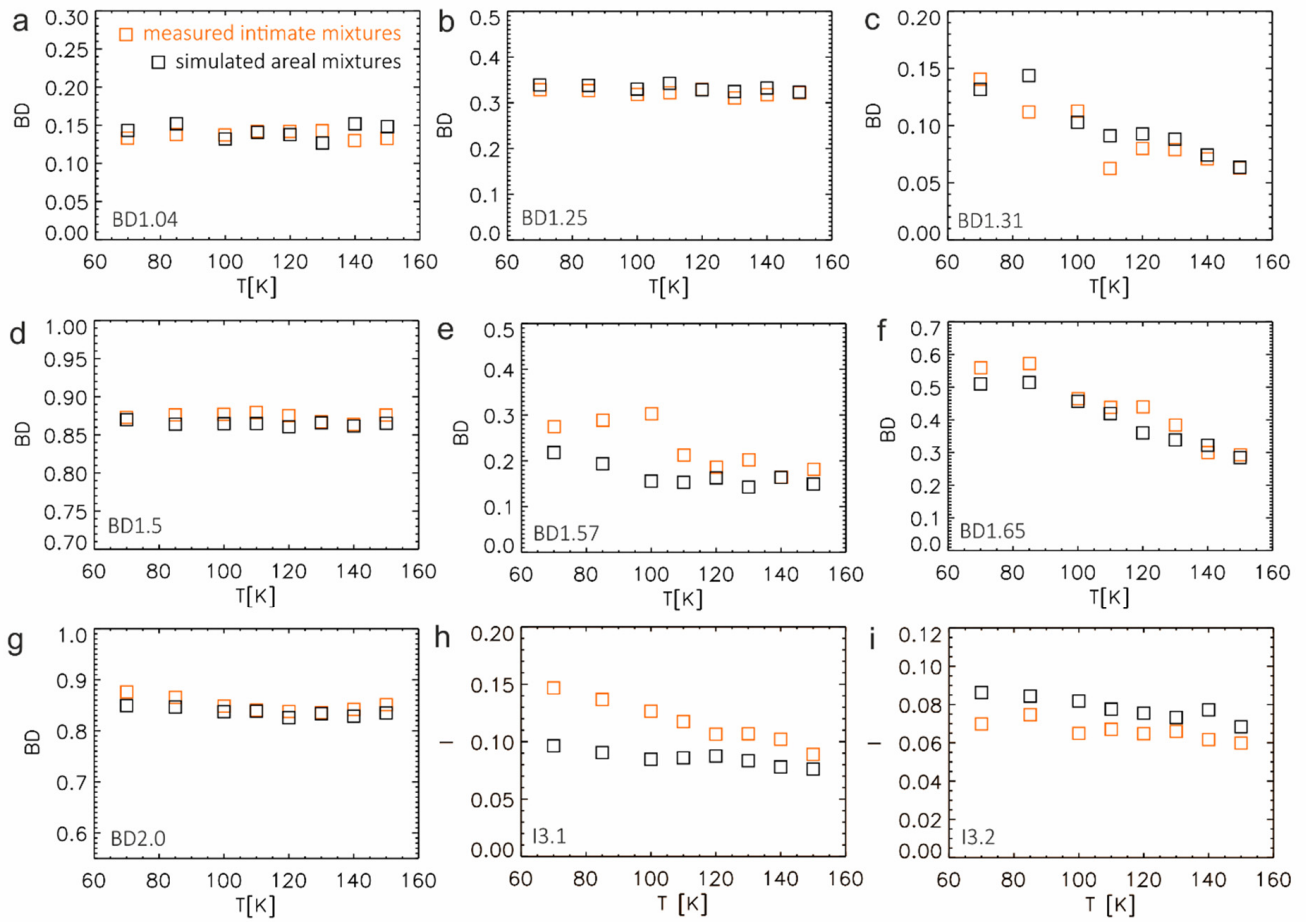 a
0.30
0.25
0.20
0.15
0.10
0.05
0.00
BD
measured intimate mixtures
simulated areal mixtures
BD1.04
60 80 100 120 140 160
T[K]
b
0.5
0.4
0.3
0.2
0.1
0.0
BD
BD1.25
60 80 100 120 140 160
T[K]
c
0.20
0.15
0.10
0.05
0.00
BD
BD1.31
60 80 100 120 140 160
T[K]
d
1.00
0.95
0.90
0.85
0.80
0.75
0.70
BD
BD1.5
60 80 100 120 140 160
T[K]
e
0.5
0.4
0.3
0.2
0.1
0.0
BD
BD1.57
60 80 100 120 140 160
T[K]
f
0.7
0.6
0.5
0.4
0.3
0.2
0.1
0.0
BD
BD1.65
60 80 100 120 140 160
T[K]
g
1.0
0.9
0.8
0.7
0.6
BD
BD2.0
60 80 100 120 140 160
T[K]
h
0.20
0.15
0.10
0.05
0.00
I
I3.1
60 80 100 120 140 160
T [K]
i
0.12
0.10
0.08
0.06
0.04
0.02
0.00
I
I3.2
60 80 100 120 140 160
T [K]